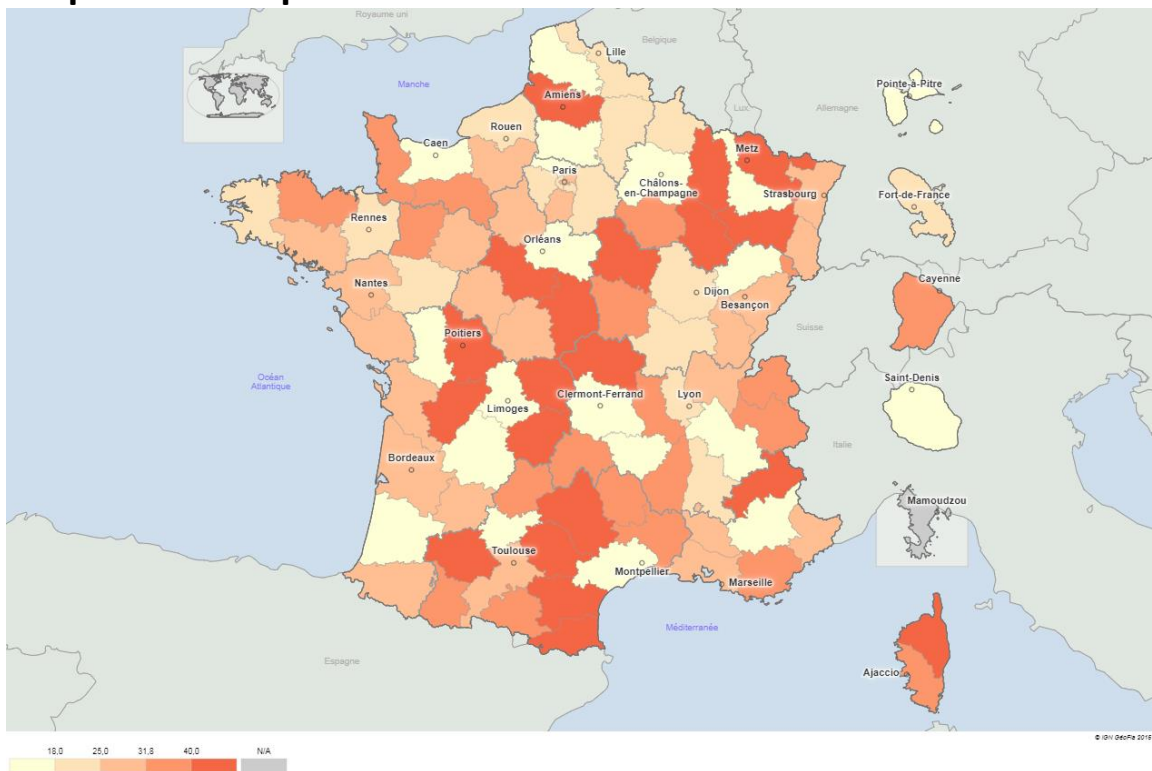 Royaume uni
Belgique
Lille
Manche
Amiens
Lux.
Allemagne
Pointe-à-Pitre
Rouen
Caen
Metz
Paris
Châlons-
en-Champagne
Strasbourg
Fort-de-France
Rennes
Orléans
Nantes
Dijon
Besançon
Cayenne
Poitiers
Suisse
Océan
Atlantique
Limoges
Clermont-Ferrand
Lyon
Saint-Denis
Italie
Bordeaux
Mamoudzou
Toulouse
Montpellier
Marseille
Méditerranée
Espagne
Ajaccio
© IGN GéoFla 2016
18,0 25,0 31,8 40,0 N/A